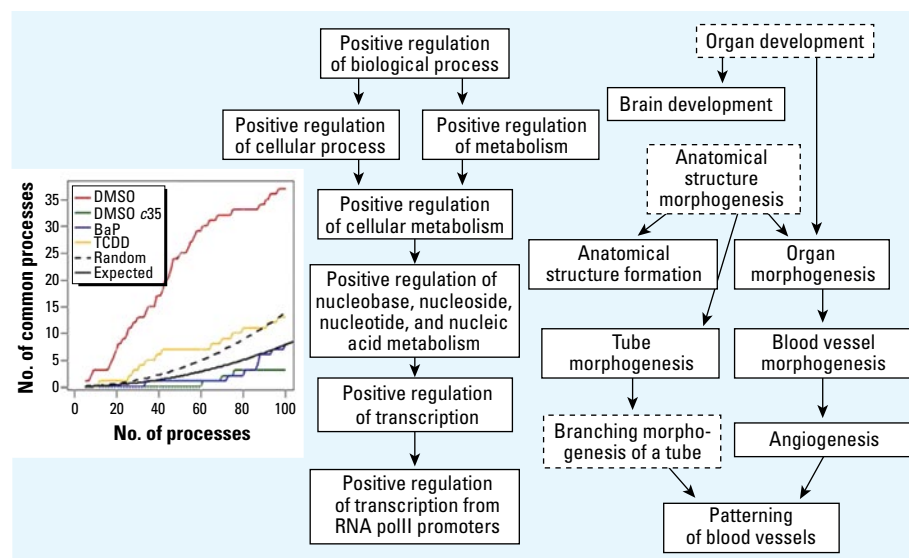 Positive regulation
of biological process
Positive regulation
of cellular process
Positive regulation
of metabolism
Positive regulation
of cellular metabolism
Positive regulation of
nucleobase, nucleoside,
nucleotide, and nucleic
acid metabolism
Positive regulation
of transcription
Positive regulation
of transcription from
RNA polII promoters
Organ development
Brain development
Anatomical
structure
morphogenesis
Anatomical
structure formation
Organ
morphogenesis
Tube
morphogenesis
Blood vessel
morphogenesis
Branching morpho-
genesis of a tube
Angiogenesis
Patterning
of blood vessels
No. of common processes
35
30
25
20
15
10
5
0
DMSO
DMSO c35
BaP
TCDD
Random
Expected
0 20 40 60 80 100
No. of processes